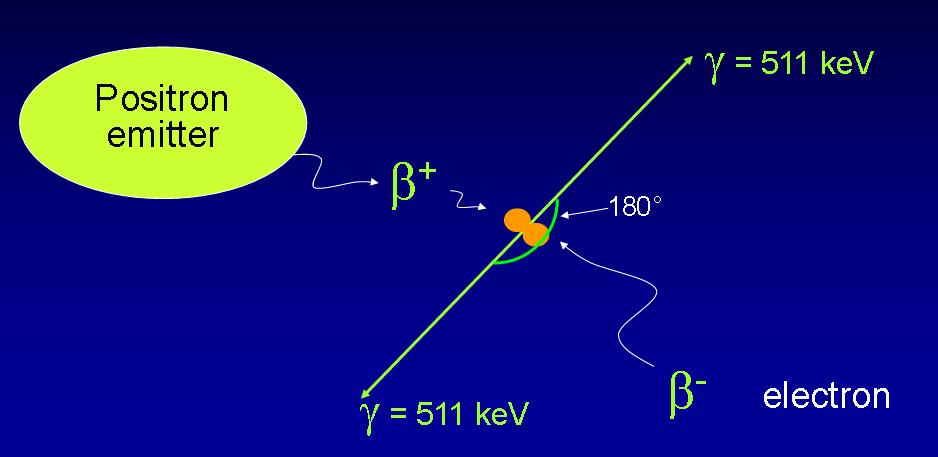 γ = 511 keV
Positron
emitter
β+
180°
β-
electron
γ = 511 keV